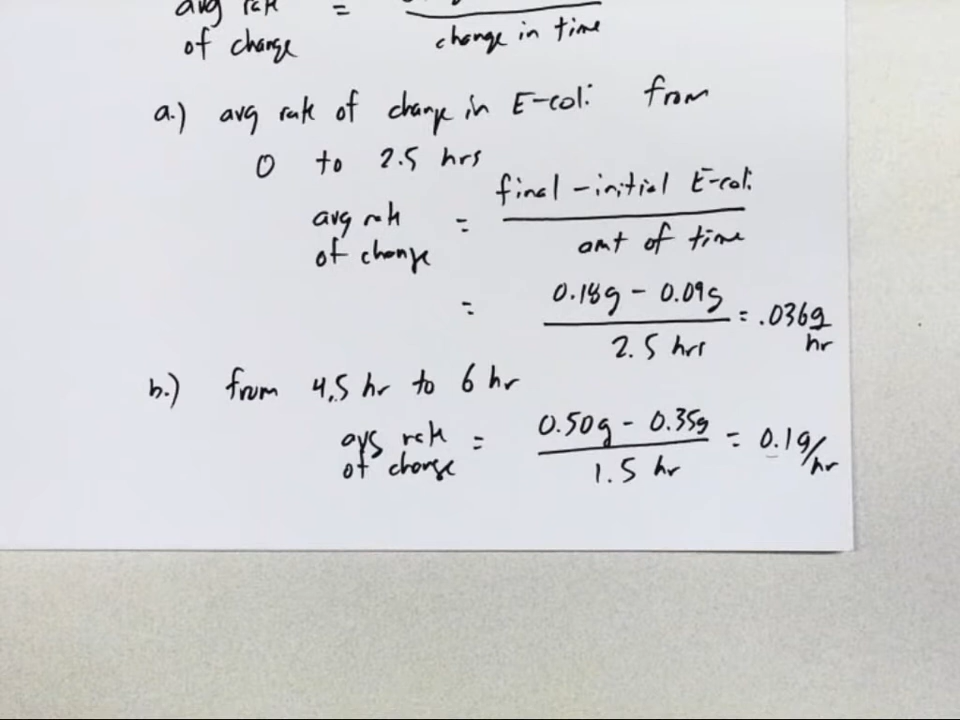 avg rate =
of change change in time
a.) avg rate of change in E-coli from
0 to 2.5 hrs
avg rate = final - initial E-coli
of change amt of time
= 0.18g - 0.09g = .036g
2.5 hrs hr
b.) from 4.5 hr to 6 hr
avg rate = 0.50g - 0.35g = 0.1g/hr
of change 1.5 hr